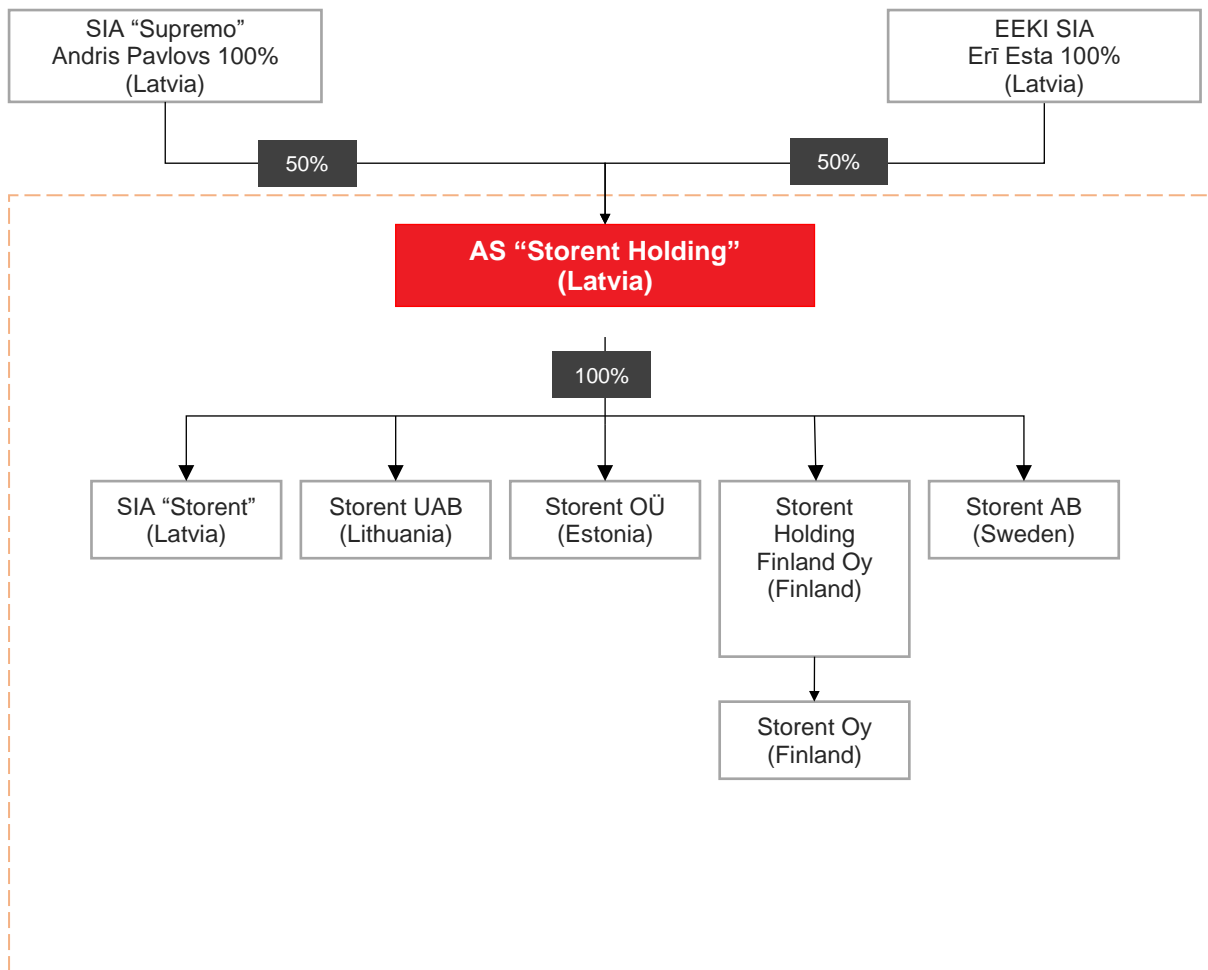 SIA “Supremo”
Andris Pavlovs 100%
(Latvia)
EEKI SIA
Erī Esta 100%
(Latvia)
50%
50%
AS “Storent Holding”
(Latvia)
100%
SIA “Storent”
(Latvia)
Storent UAB
(Lithuania)
Storent OÜ
(Estonia)
Storent
Holding
Finland Oy
(Finland)
Storent AB
(Sweden)
Storent Oy
(Finland)